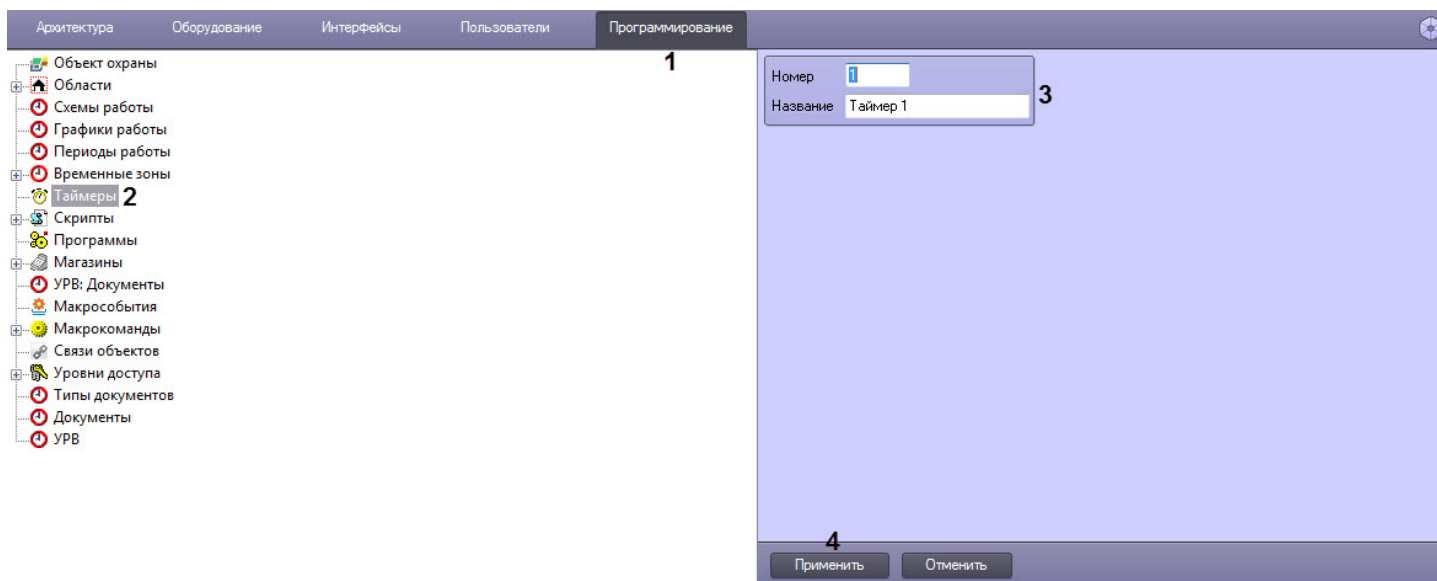 Архитектура Оборудование Интерфейсы Пользователи Программирование
1
Объект охраны
Области
Схемы работы
Графики работы
Периоды работы
Временные зоны
Таймеры 2
Скрипты
Программы
Магазины
УРВ: Документы
Макрособытия
Макрокоманды
Связи объектов
Уровни доступа
Типы документов
Документы
УРВ
Номер 1
3
Название Таймер 1
4
Применить Отменить